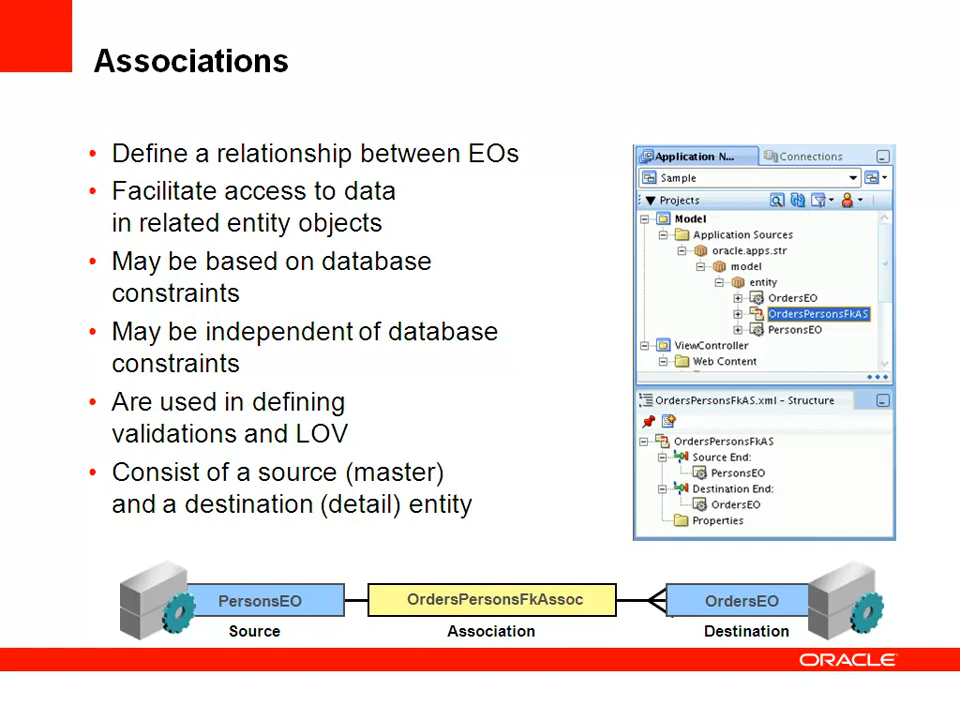 Associations
• Define a relationship between EOs
• Facilitate access to data
in related entity objects
• May be based on database
constraints
• May be independent of database
constraints
• Are used in defining
validations and LOV
• Consist of a source (master)
and a destination (detail) entity
Application N...
Connections
Sample
Projects
Model
Application Sources
oracle.apps.str
model
entity
OrdersEO
OrdersPersonsFkAS
PersonsEO
ViewController
Web Content
OrdersPersonsFkAS.xml - Structure
OrdersPersonsFkAS
Source End:
PersonsEO
Destination End:
OrdersEO
Properties
PersonsEO
OrdersPersonsFkAssoc
OrdersEO
Source
Association
Destination
ORACLE